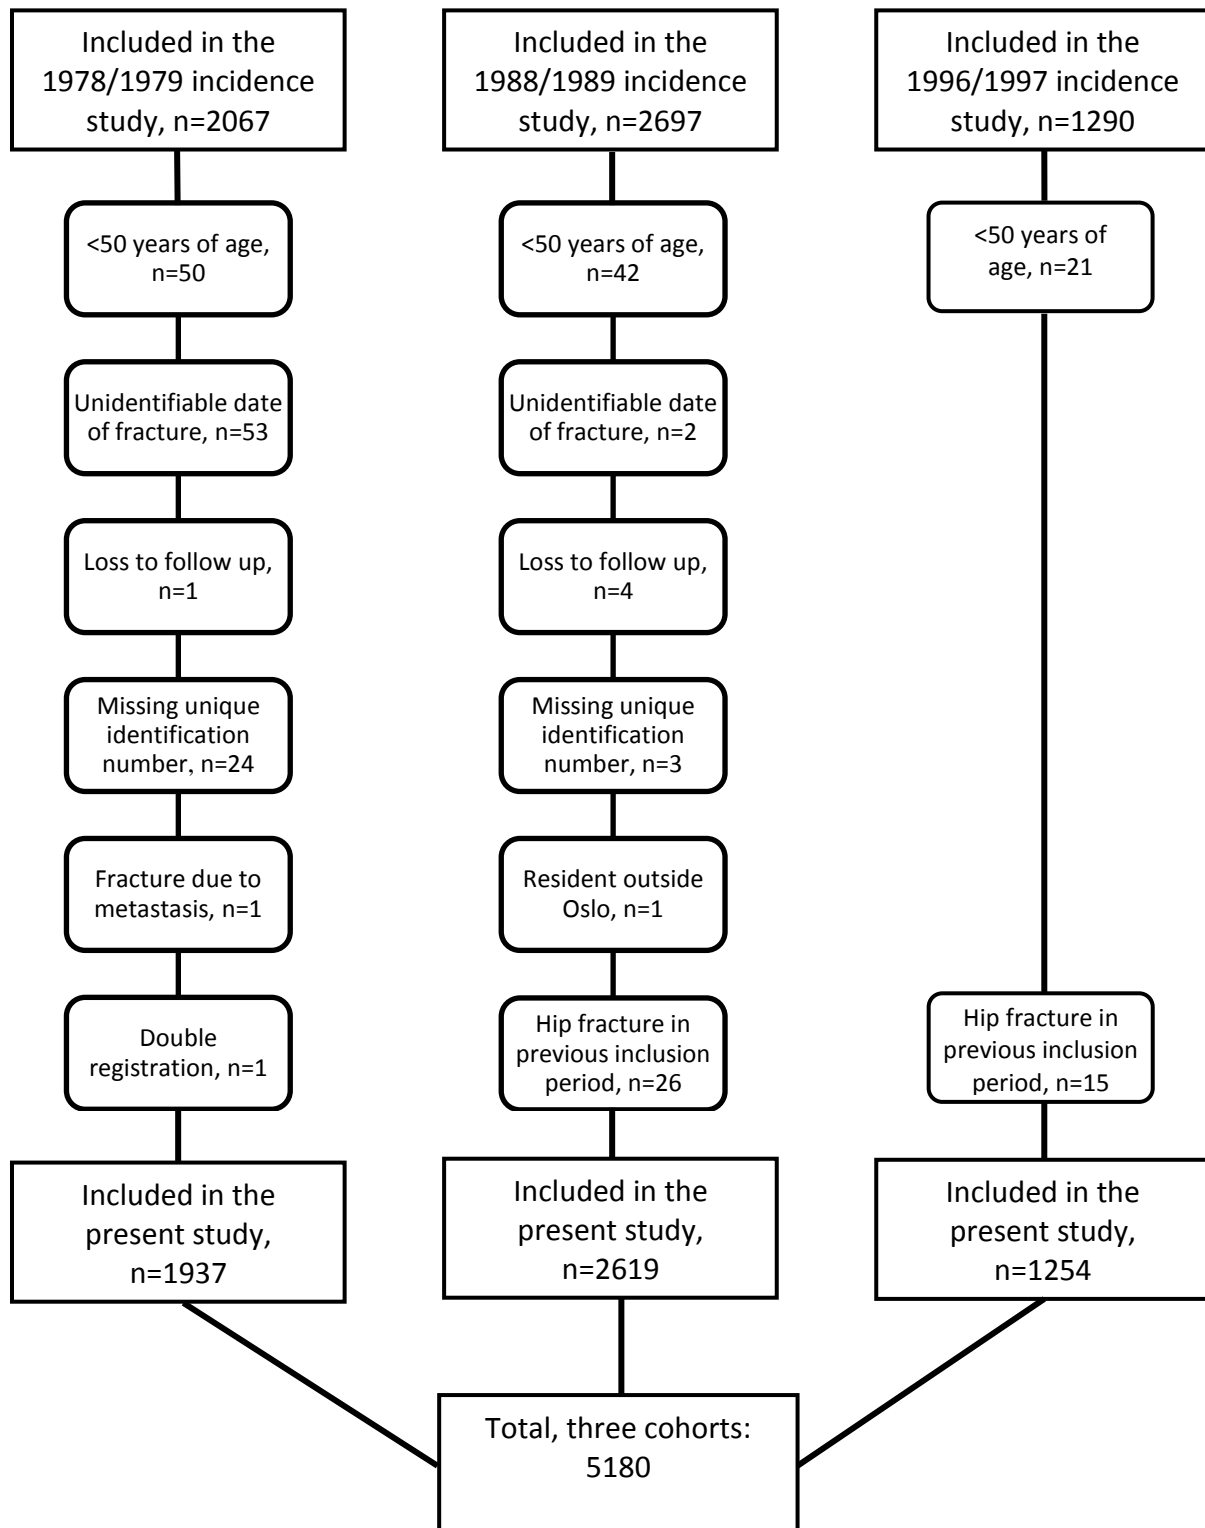 Included in the
1978/1979 incidence
study, n=2067
<50 years of age,
n=50
Unidentifiable date
of fracture, n=53
Loss to follow up,
n=1
Missing unique
identification
number, n=24
Fracture due to
metastasis, n=1
Double
registration, n=1
Included in the
present study,
n=1937
Included in the
1988/1989 incidence
study, n=2697
<50 years of age,
n=42
Unidentifiable date
of fracture, n=2
Loss to follow up,
n=4
Missing unique
identification
number, n=3
Resident outside
Oslo, n=1
Hip fracture in
previous inclusion
period, n=26
Included in the
present study,
n=2619
Included in the
1996/1997 incidence
study, n=1290
<50 years of
age, n=21
Hip fracture in
previous inclusion
period, n=15
Included in the
present study,
n=1254
Total, three cohorts:
5180